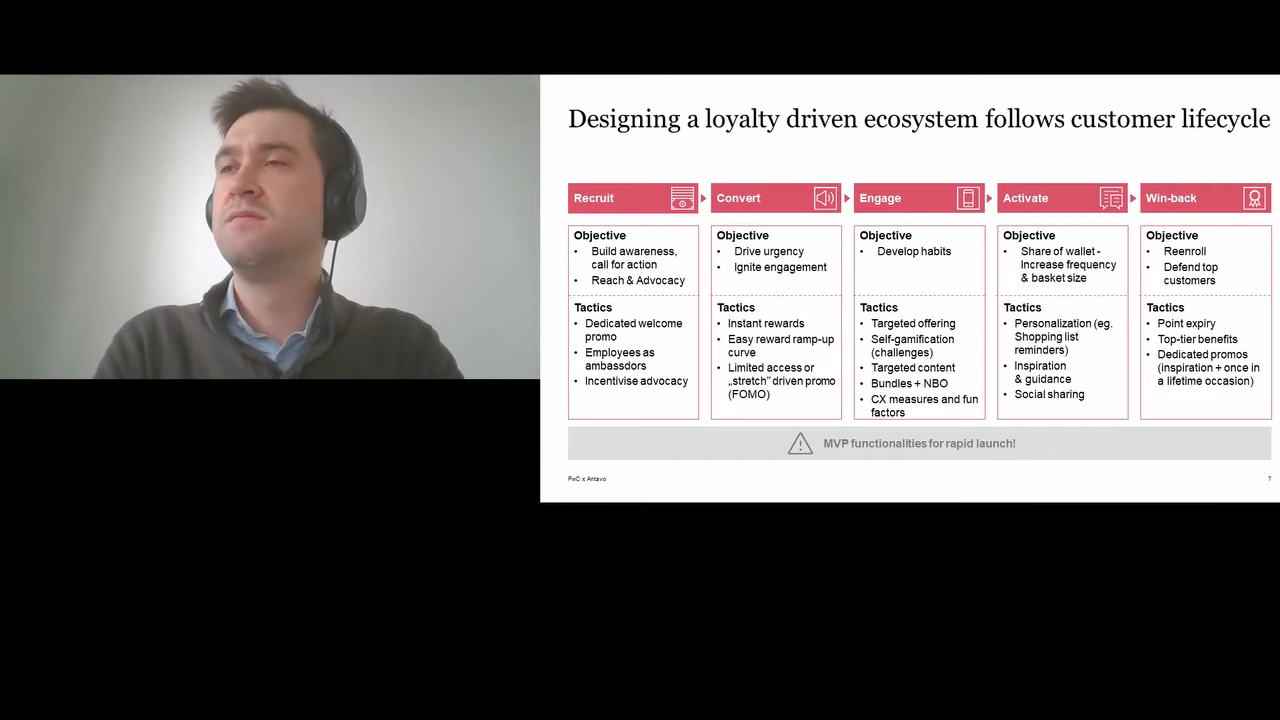 Designing a loyalty driven ecosystem follows customer lifecycle
Recruit
Convert
Engage
Activate
Win-back
Objective
• Build awareness,
call for action
• Reach & Advocacy
Tactics
• Dedicated welcome
promo
• Employees as
ambassdors
• Incentivise advocacy
Objective
• Drive urgency
• Ignite engagement
Tactics
• Instant rewards
• Easy reward ramp-up
curve
• Limited access or
„stretch” driven promo
(FOMO)
Objective
• Develop habits
Tactics
• Targeted offering
• Self-gamification
(challenges)
• Targeted content
• Bundles + NBO
• CX measures and fun
factors
Objective
• Share of wallet -
Increase frequency
& basket size
Tactics
• Personalization (eg.
Shopping list
reminders)
• Inspiration
& guidance
• Social sharing
Objective
• Reenroll
• Defend top
customers
Tactics
• Point expiry
• Top-tier benefits
• Dedicated promos
(inspiration + once in
a lifetime occasion)
MVP functionalities for rapid launch!
PwC x Antavo
7